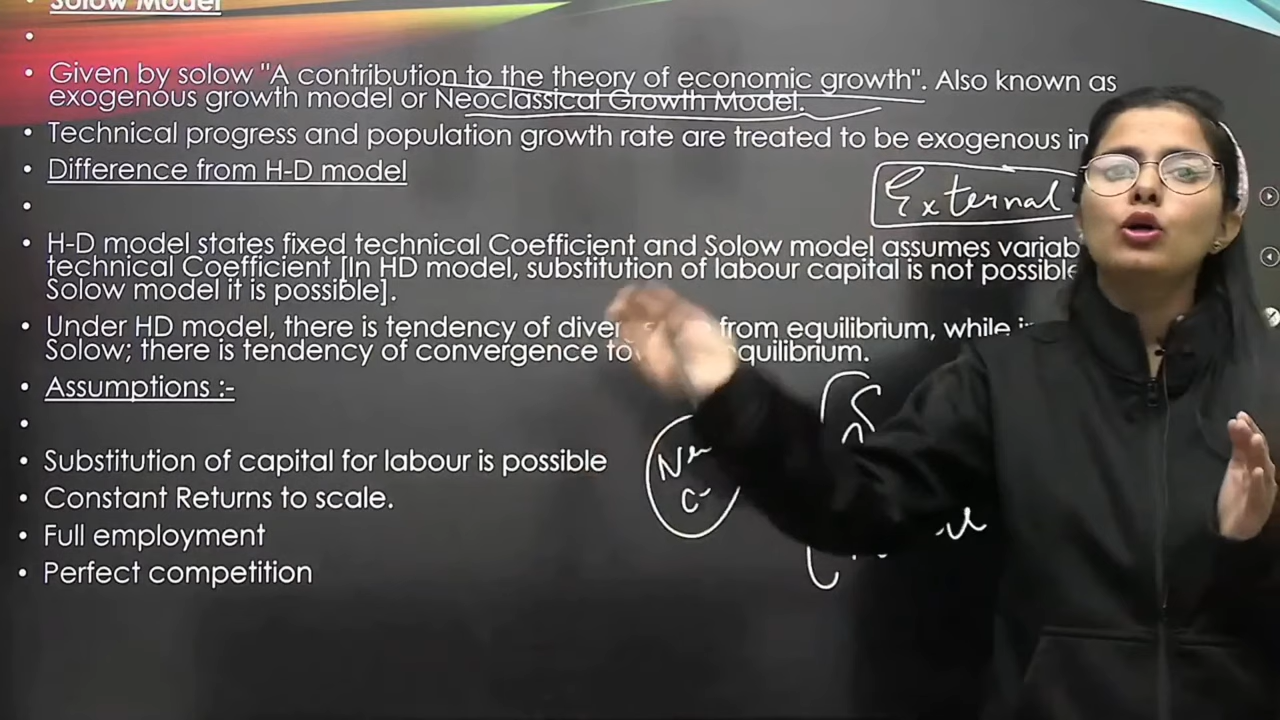 Solow Model
Given by solow "A contribution to the theory of economic growth". Also known as
exogenous growth model or Neoclassical Growth Model.
Technical progress and population growth rate are treated to be exogenous in
Difference from H-D model
External
H-D model states fixed technical Coefficient and Solow model assumes
technical Coefficient.[In HD model, substitution of labour capital is not possible
Solow model it is possible].
Under HD model, there is tendency of from equilibrium, while
Solow; there is tendency of convergence equilibrium.
Assumptions :-
Substitution of capital for labour is possible
Constant Returns to scale.
Full employment
Perfect competition